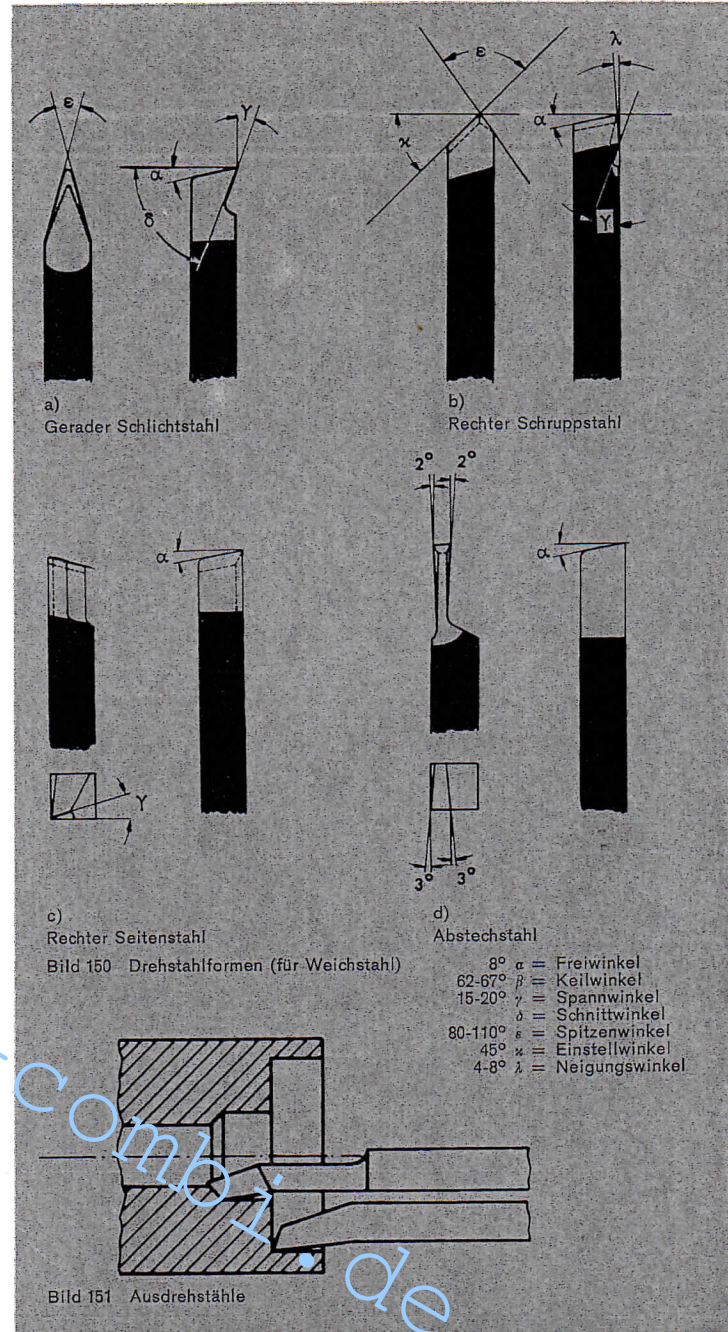 ε
γ
α
δ
a)
Gerader Schlichtstahl
ε
λ
ϰ
α
γ
b)
Rechter Schruppstahl
α
γ
c)
Rechter Seitenstahl
2° 2°
α
3° 3°
d)
Abstechstahl
Bild 150 Drehstahlformen (für Weichstahl)
8° α = Freiwinkel
62-67° β = Keilwinkel
15-20° γ = Spannwinkel
δ = Schnittwinkel
80-110° ε = Spitzenwinkel
45° ϰ = Einstellwinkel
4-8° λ = Neigungswinkel
Bild 151 Ausdrehstähle
combi.de